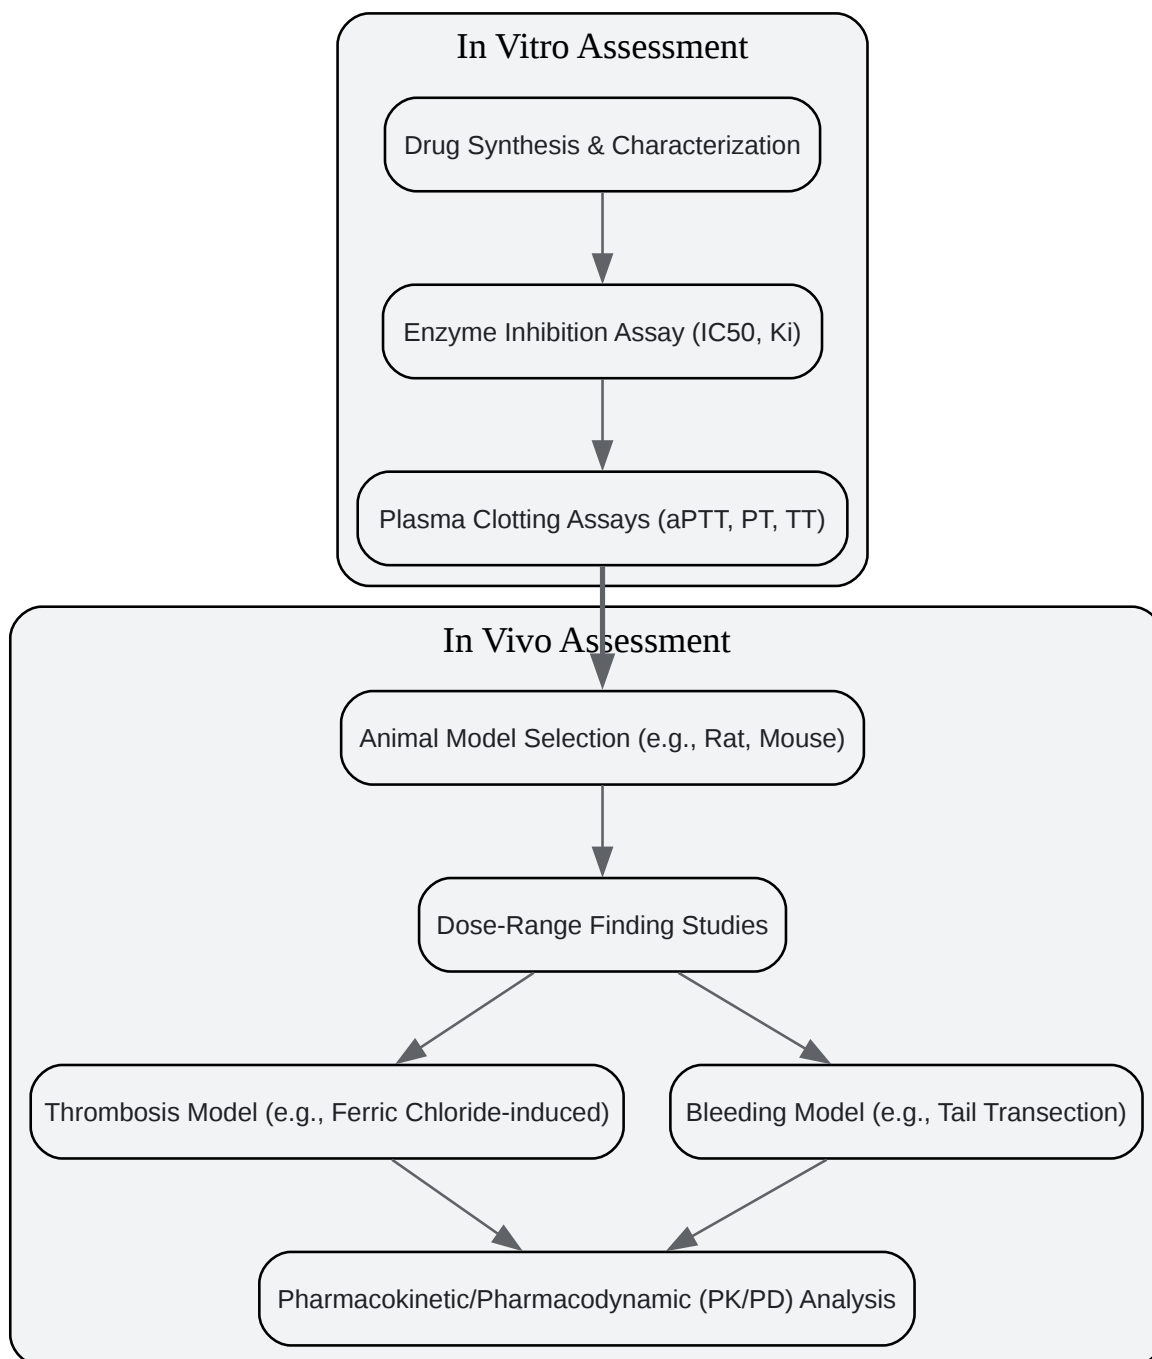 In Vitro Assessment
Drug Synthesis & Characterization
Enzyme Inhibition Assay (IC50, Ki)
Plasma Clotting Assays (aPTT, PT, TT)
In Vivo Assessment
Animal Model Selection (e.g., Rat, Mouse)
Dose-Range Finding Studies
Thrombosis Model (e.g., Ferric Chloride-induced)
Bleeding Model (e.g., Tail Transection)
Pharmacokinetic/Pharmacodynamic (PK/PD) Analysis